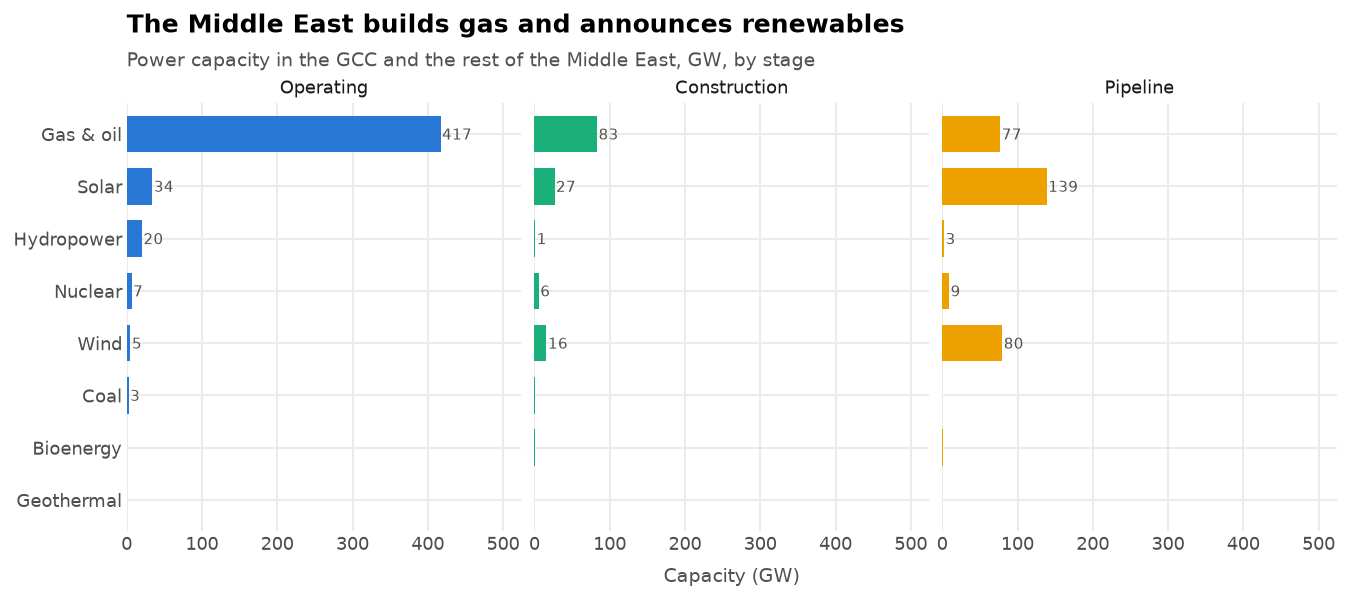 The Middle East builds gas and announces renewables
Power capacity in the GCC and the rest of the Middle East, GW, by stage
Operating Construction Pipeline
Gas & oil 417 83 77
Solar 34 27 139
Hydropower 20 1 3
Nuclear 7 6 9
Wind 5 16 80
Coal 3
Bioenergy
Geothermal
0 100 200 300 400 500 0 100 200 300 400 500 0 100 200 300 400 500
Capacity (GW)